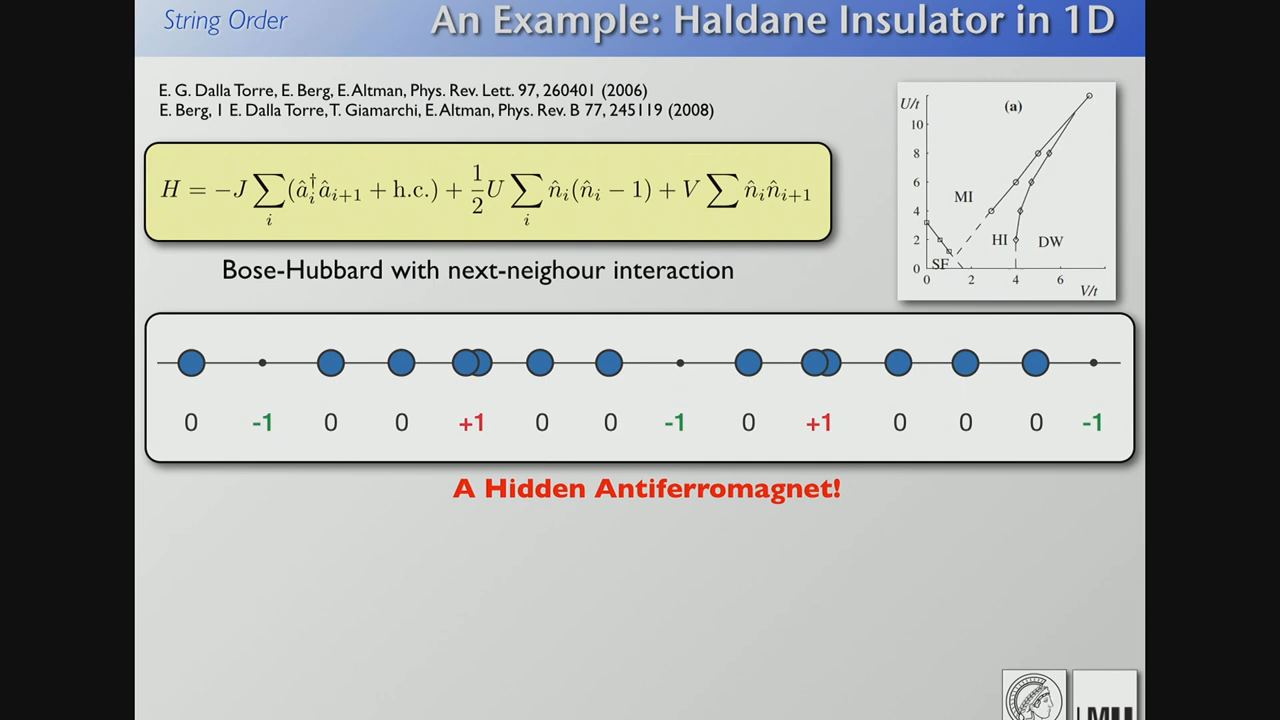 String Order
An Example: Haldane Insulator in 1D
E. G. Dalla Torre, E. Berg, E. Altman, Phys. Rev. Lett. 97, 260401 (2006)
E. Berg, 1 E. Dalla Torre, T. Giamarchi, E. Altman, Phys. Rev. B 77, 245119 (2008)
H = −J ∑_i (â_i^† â_{i+1} + h.c.) + 1/2 U ∑_i n̂_i(n̂_i − 1) + V ∑ n̂_i n̂_{i+1}
Bose-Hubbard with next-neighour interaction
U/t
(a)
10
8
6
MI
4
2
HI
DW
0
SF
0 2 4 6
V/t
0 -1 0 0 +1 0 0 -1 0 +1 0 0 0 -1
A Hidden Antiferromagnet!
LMU